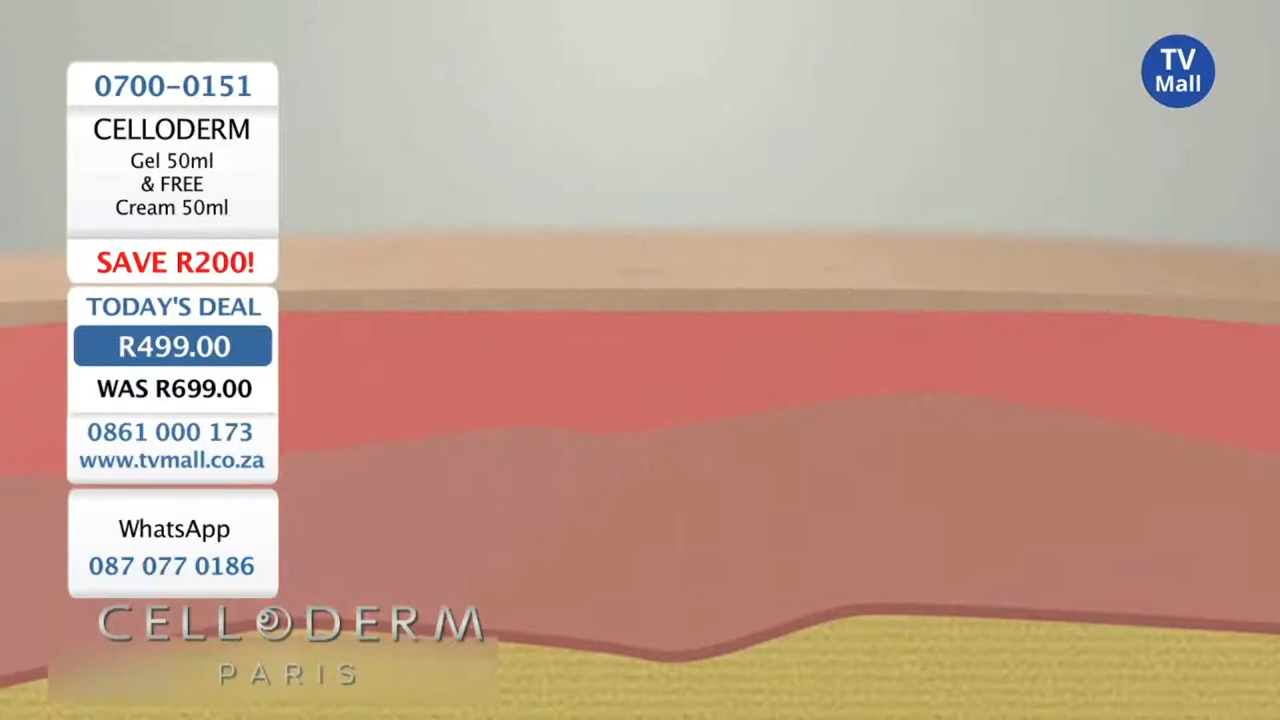 TV
Mall
0700-0151
CELLODERM
Gel 50ml
& FREE
Cream 50ml
SAVE R200!
TODAY'S DEAL
R499.00
WAS R699.00
0861 000 173
www.tvmall.co.za
WhatsApp
087 077 0186
CELLODERM
PARIS